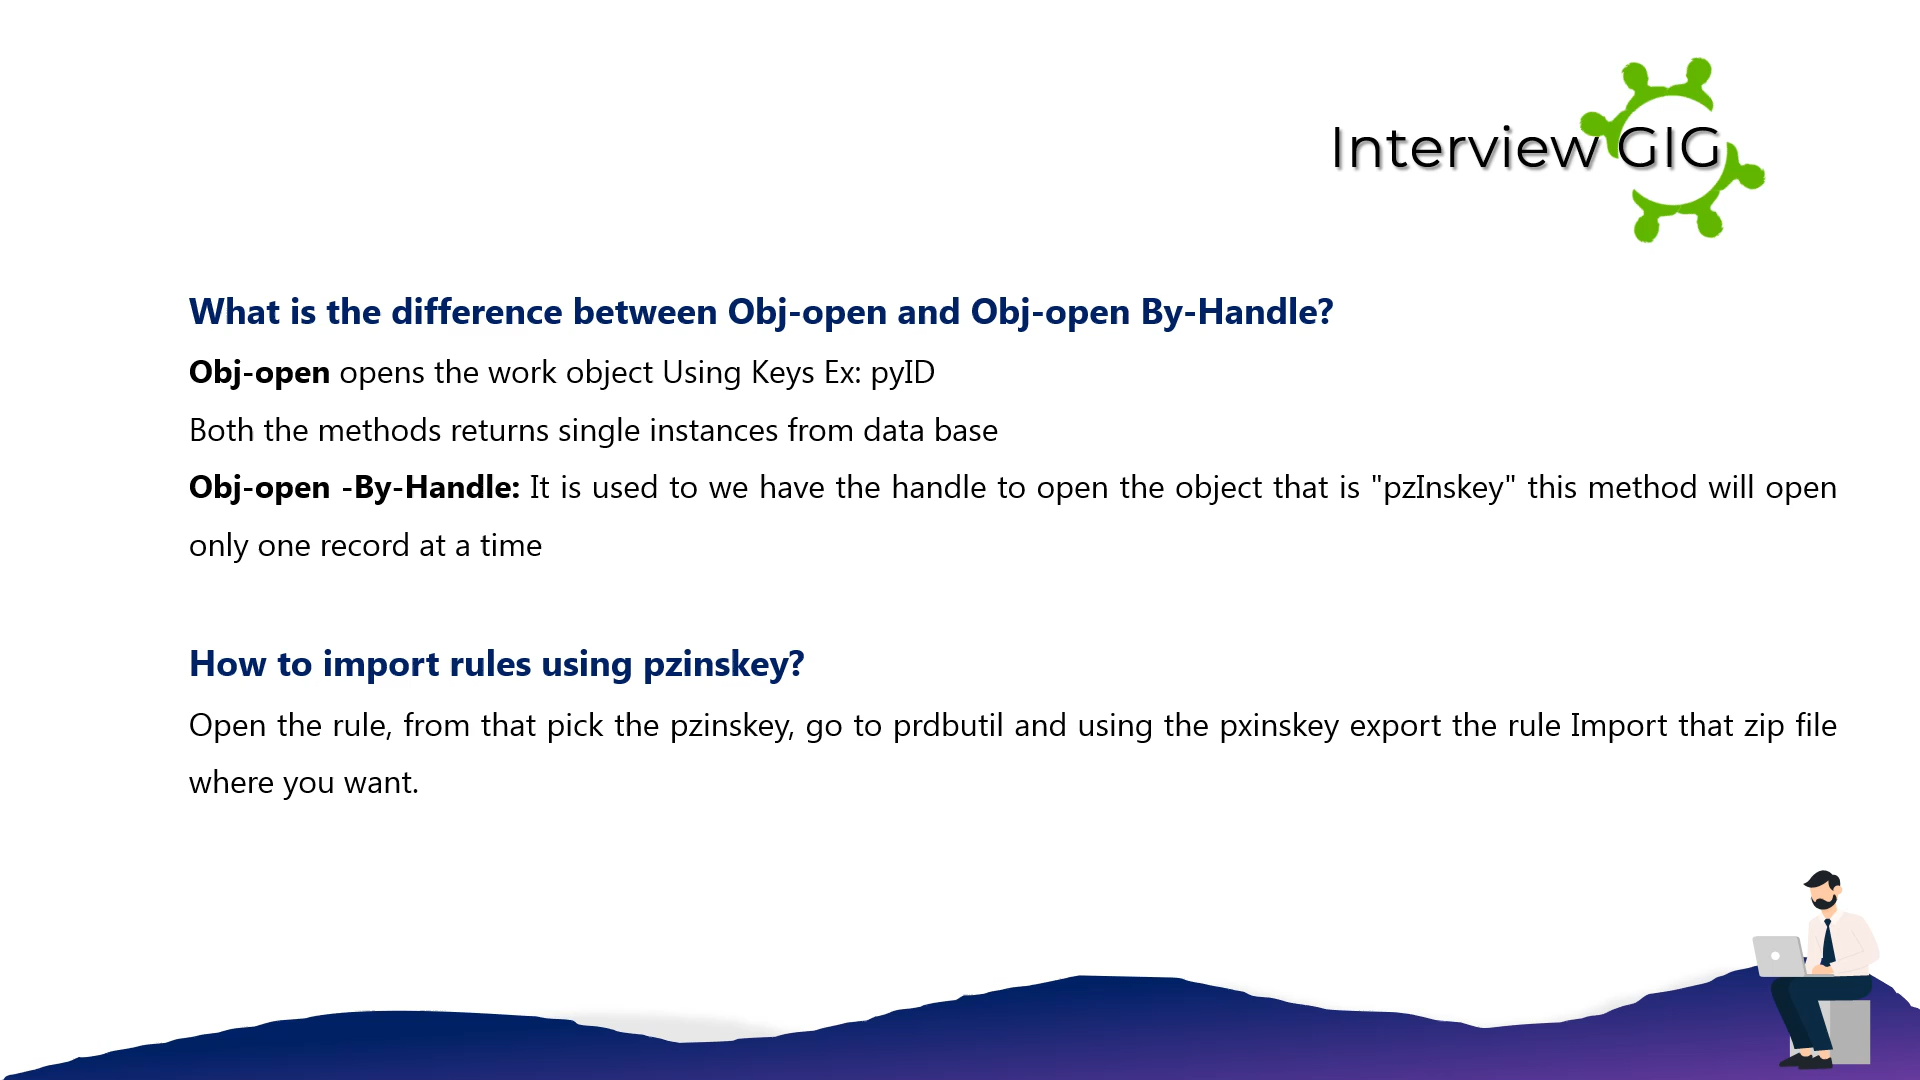 Interview GIG
What is the difference between Obj-open and Obj-open By-Handle?
Obj-open opens the work object Using Keys Ex: pyID
Both the methods returns single instances from data base
Obj-open -By-Handle: It is used to we have the handle to open the object that is "pzInskey" this method will open
only one record at a time
How to import rules using pzinskey?
Open the rule, from that pick the pzinskey, go to prdbutil and using the pxinskey export the rule Import that zip file
where you want.